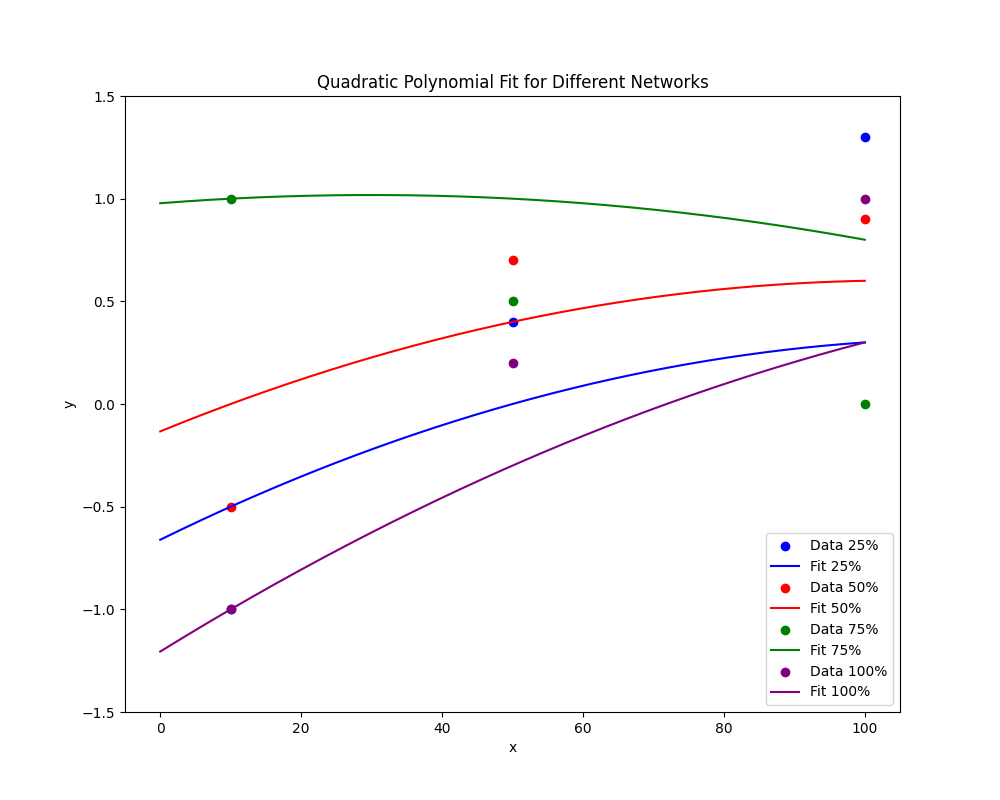 Quadratic Polynomial Fit for Different Networks
1.5
1.0
0.5
0.0
−0.5
−1.0
−1.5
y
0 20 40 60 80 100
x
Data 25%
Fit 25%
Data 50%
Fit 50%
Data 75%
Fit 75%
Data 100%
Fit 100%